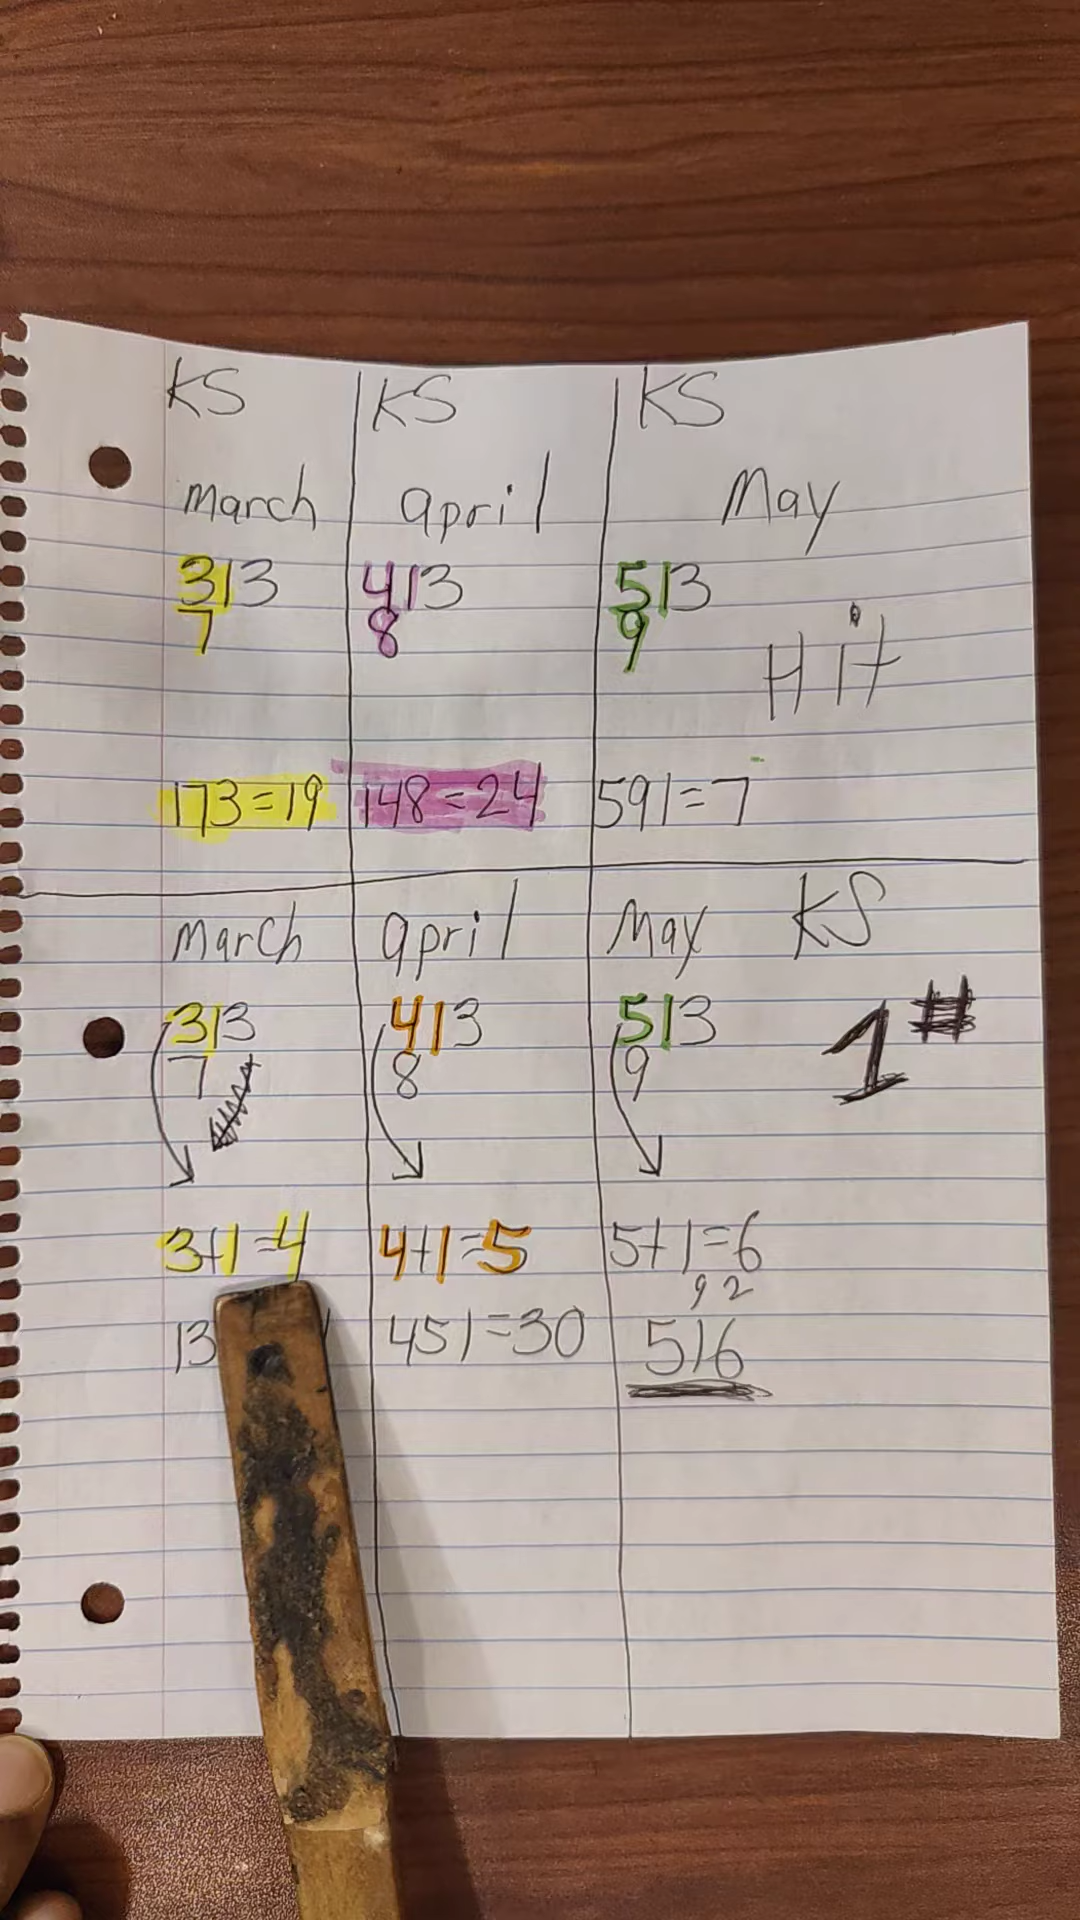 KS KS KS
March april May
313 413 513
7 8 9
Hit
173=19 148=24 591=7
March april May KS
313 413 513 1#
7 8 9
3+1=4 4+1=5 5+1=6
9 2
13 451=30 516